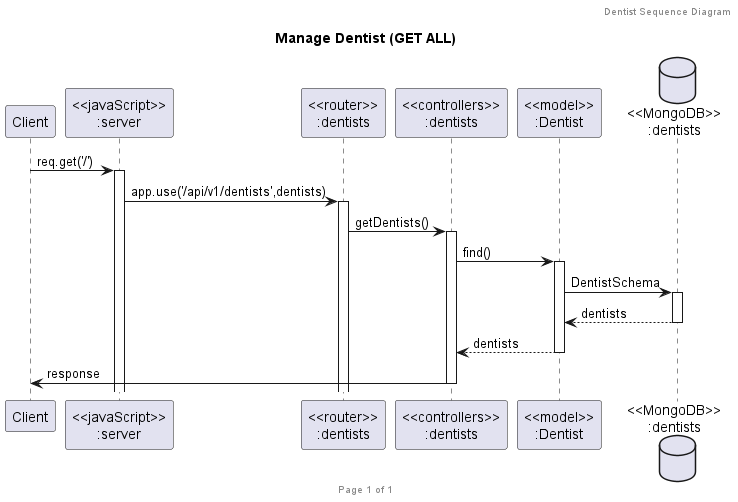 Dentist Sequence Diagram
Manage Dentist (GET ALL)
Client
<<javaScript>>
:server
<<router>>
:dentists
<<controllers>>
:dentists
<<model>>
:Dentist
<<MongoDB>>
:dentists
req.get('/')
app.use('/api/v1/dentists',dentists)
getDentists()
find()
DentistSchema
dentists
dentists
response
Client
<<javaScript>>
:server
<<router>>
:dentists
<<controllers>>
:dentists
<<model>>
:Dentist
<<MongoDB>>
:dentists
Page 1 of 1